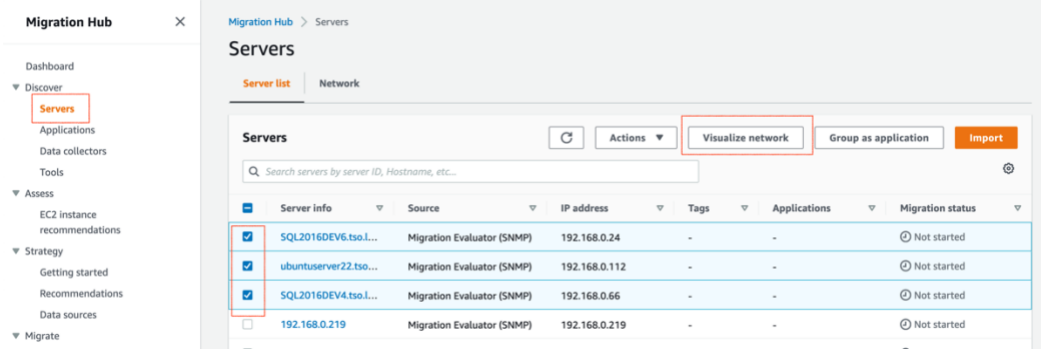 Migration Hub
Dashboard
Discover
Servers
Applications
Data collectors
Tools
Assess
EC2 instance
recommendations
Strategy
Getting started
Recommendations
Data sources
Migrate
Migration Hub > Servers
Servers
Server list
Network
Servers
Actions
Visualize network
Group as application
Import
Search servers by server ID, Hostname, etc...
Server info Source IP address Tags Applications Migration status
SQL2016DEV6.tso.l... Migration Evaluator (SNMP) 192.168.0.24 - - Not started
ubuntuserver22.tso... Migration Evaluator (SNMP) 192.168.0.112 - - Not started
SQL2016DEV4.tso.l... Migration Evaluator (SNMP) 192.168.0.66 - - Not started
192.168.0.219 Migration Evaluator (SNMP) 192.168.0.219 - - Not started